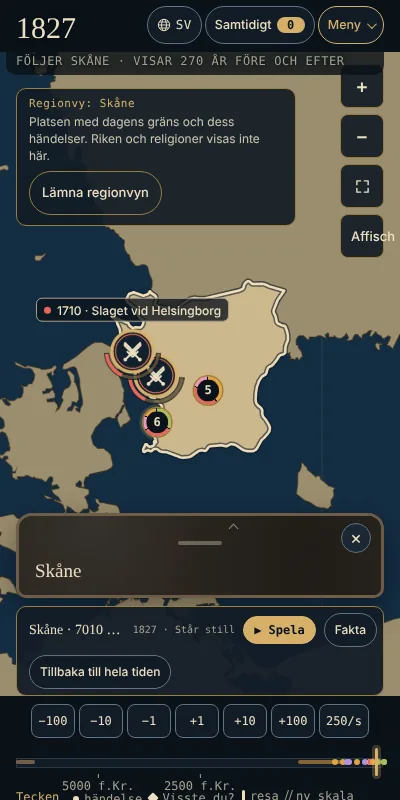 1827
SV
Samtidigt 0
Meny
FÖLJER SKÅNE · VISAR 270 ÅR FÖRE OCH EFTER
+
Regionvy: Skåne
Platsen med dagens gräns och dess
händelser. Riken och religioner visas inte
här.
Lämna regionvyn
−
Affisch
1710 · Slaget vid Helsingborg
5
6
Skåne
Skåne · 7010 … 1827 · Står still ▶ Spela Fakta
Tillbaka till hela tiden
−100 −10 −1 +1 +10 +100 250/s
5000 f.Kr. 2500 f.Kr.
Tecken händelse Visste du? resa // ny skala